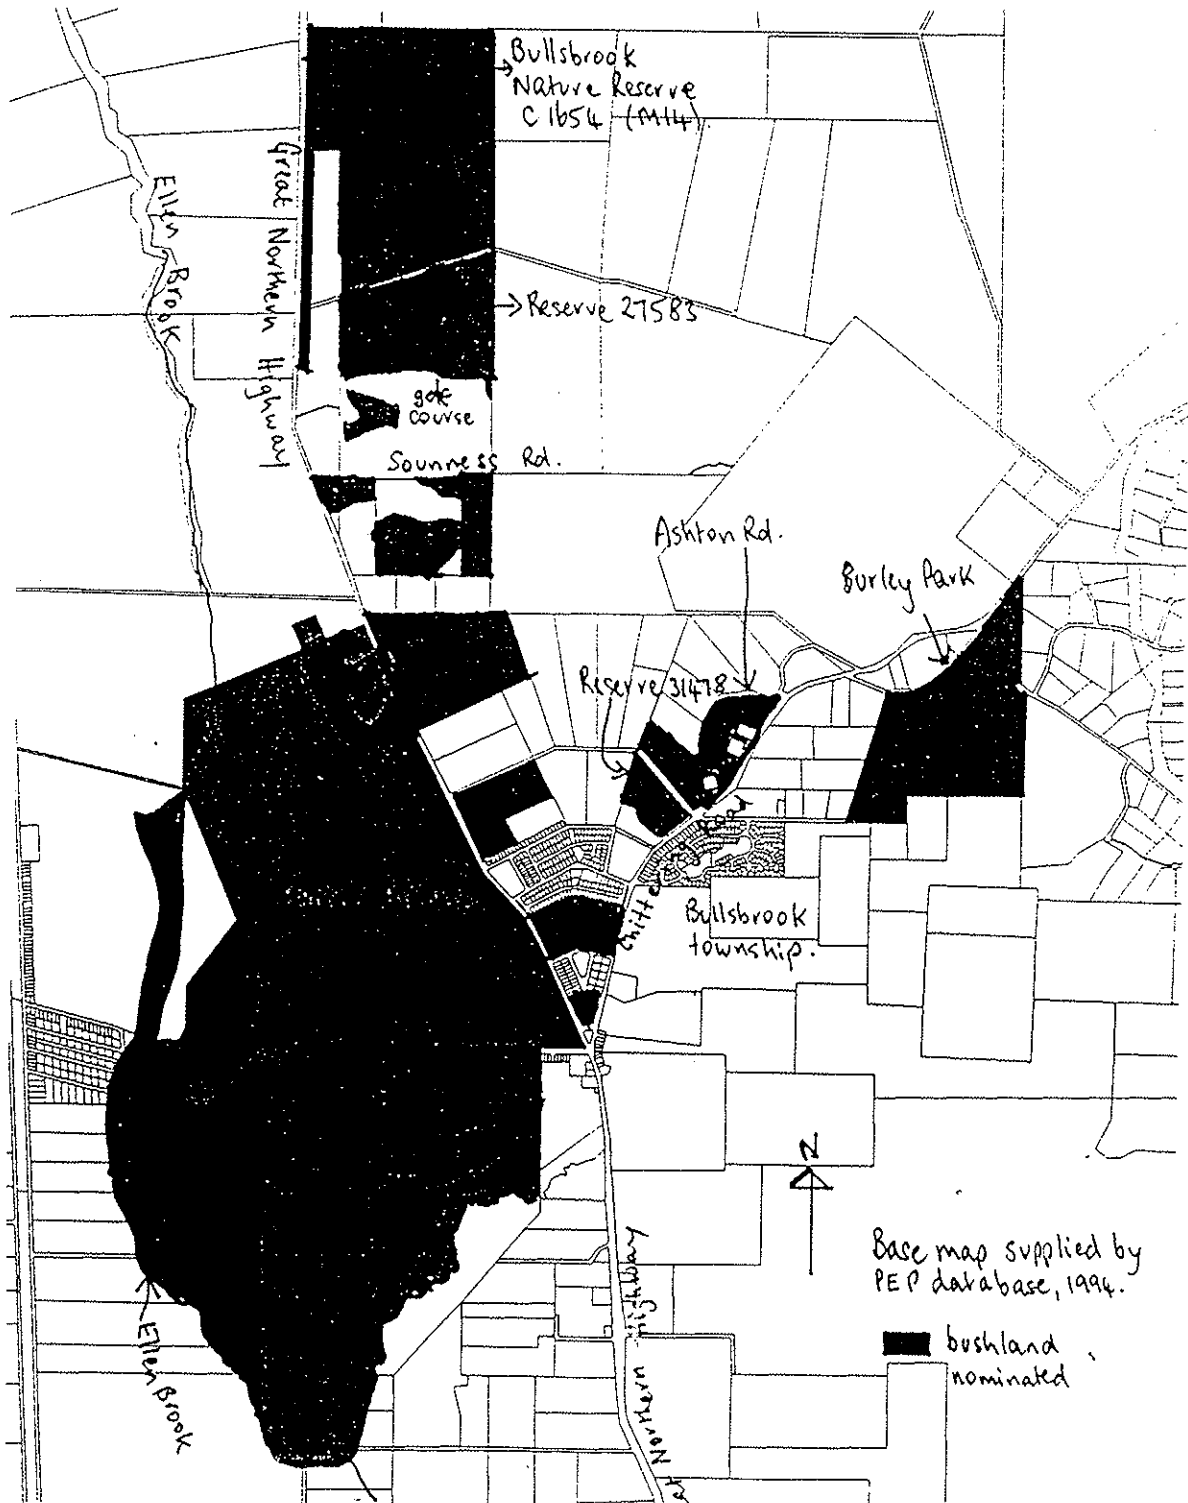 Bullsbrook
Nature Reserve
C 1654 (M14)
Great Northern Highway
Ellen Brook
Reserve 27583
golf
course
Sounness Rd.
Ashton Rd.
Burley Park
Reserve 31478
Chittering Road
Bullsbrook
township.
N
Base map supplied by
PEP database, 1994.
bushland
nominated
Ellen Brook
Northern Highway